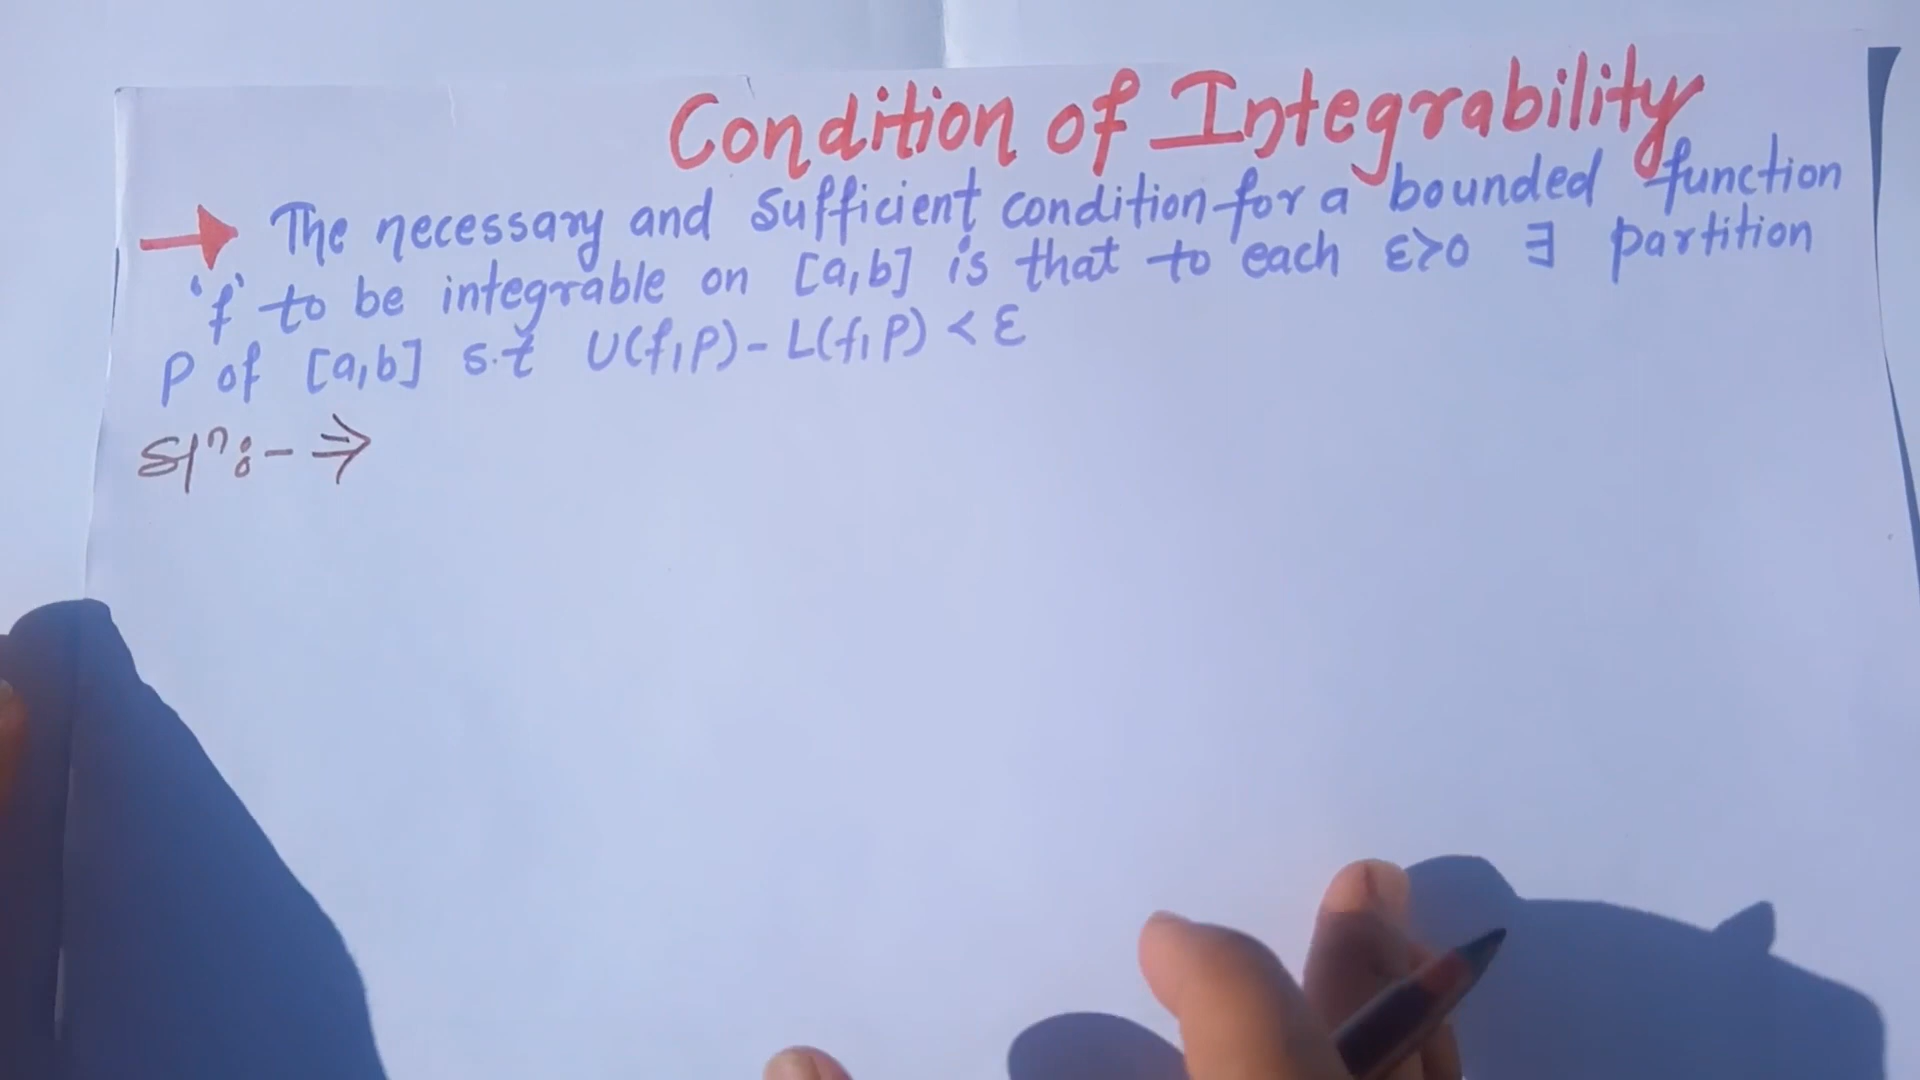 Condition of Integrability
→ The necessary and sufficient condition for a bounded function
'f' to be integrable on [a,b] is that to each ε>0 ∃ partition
P of [a,b] s.t U(f,P) - L(f,P) < ε
Slⁿ:- ⇒